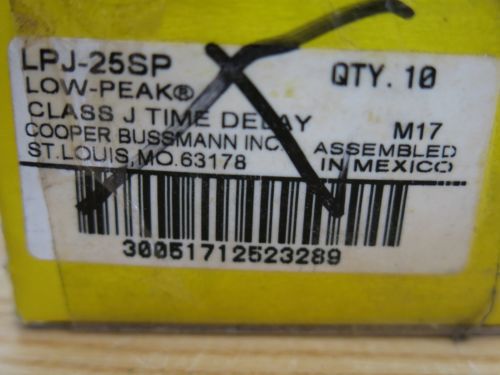 LPJ-25SP QTY. 10
LOW-PEAK®
CLASS J TIME DELAY M17
COOPER BUSSMANN INC. ASSEMBLED
ST. LOUIS, MO. 63178 IN MEXICO
30051712523289